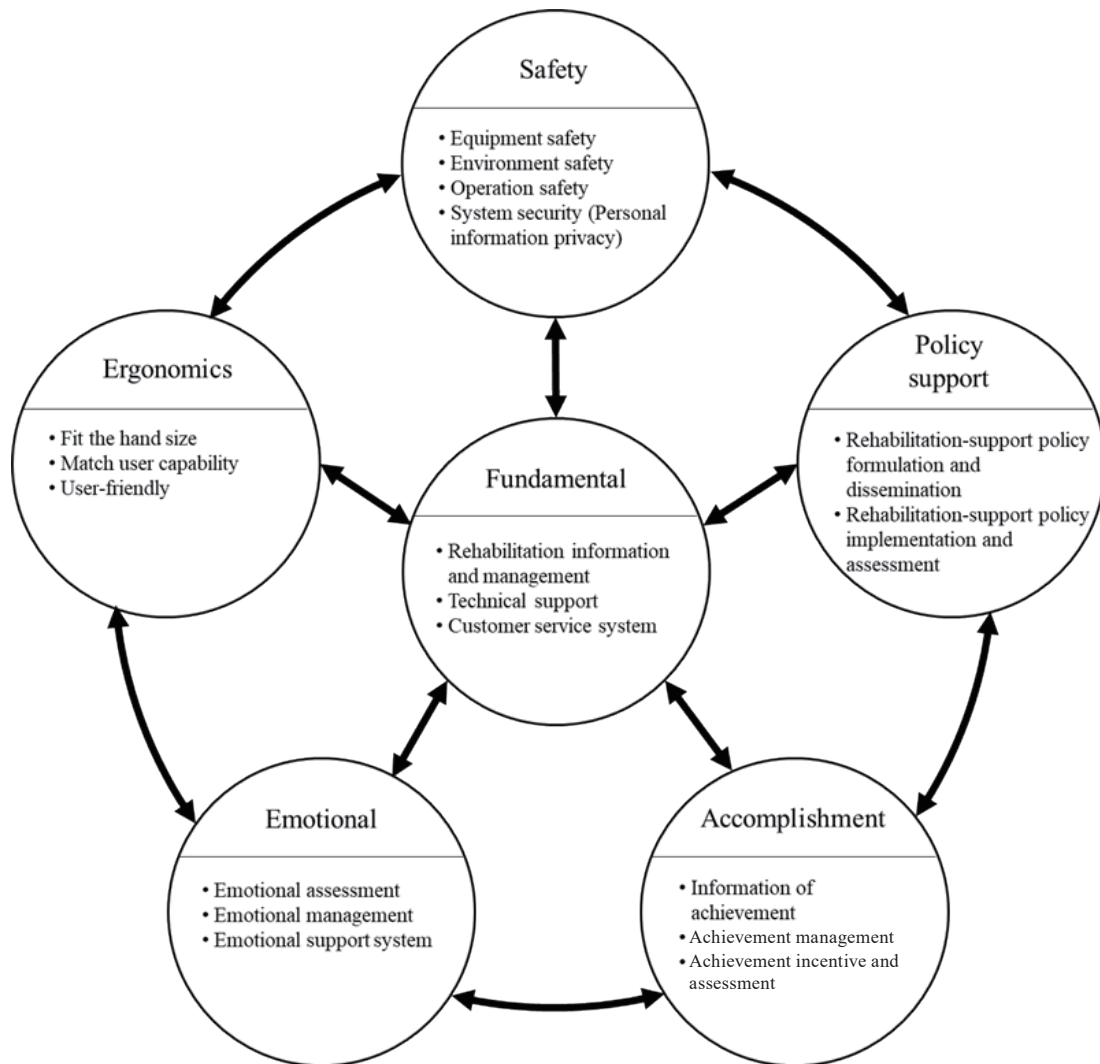 Safety
• Equipment safety
• Environment safety
• Operation safety
• System security (Personal
information privacy)
Ergonomics
• Fit the hand size
• Match user capability
• User-friendly
Policy
support
• Rehabilitation-support policy
formulation and
dissemination
• Rehabilitation-support policy
implementation and
assessment
Fundamental
• Rehabilitation information
and management
• Technical support
• Customer service system
Emotional
• Emotional assessment
• Emotional management
• Emotional support system
Accomplishment
• Information of
achievement
• Achievement management
• Achievement incentive and
assessment